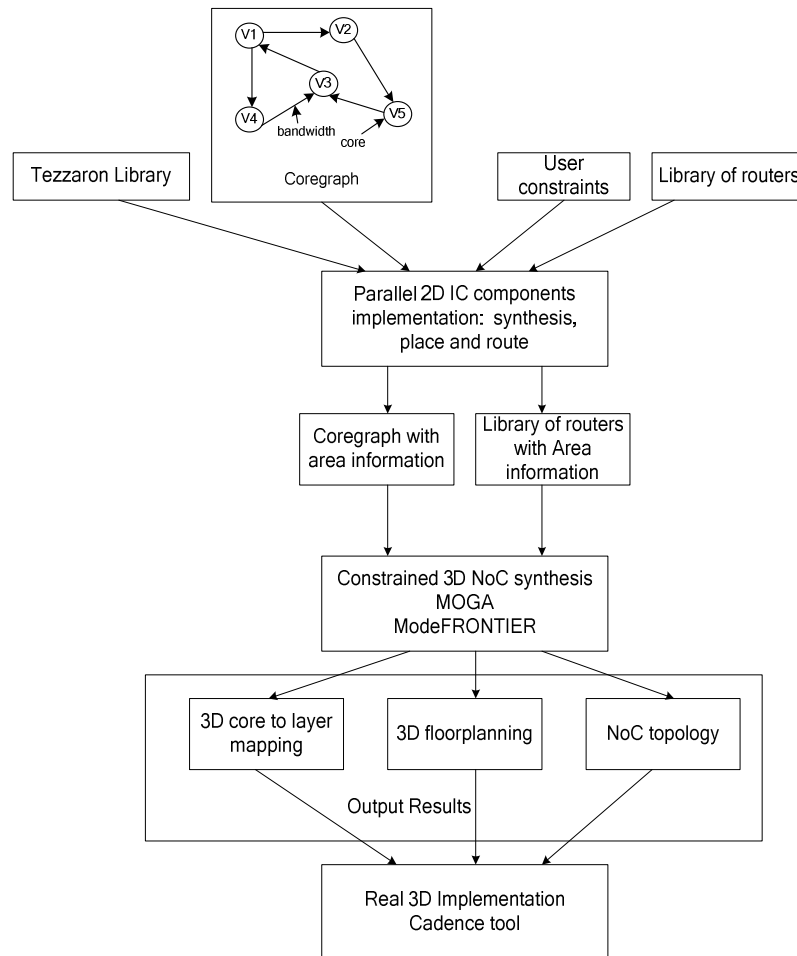 V1
V2
V3
V4
V5
bandwidth
core
Coregraph
Tezzaron Library
User
constraints
Library of routers
Parallel 2D IC components
implementation: synthesis,
place and route
Coregraph with
area information
Library of routers
with Area
information
Constrained 3D NoC synthesis
MOGA
ModeFRONTIER
3D core to layer
mapping
3D floorplanning
NoC topology
Output Results
Real 3D Implementation
Cadence tool